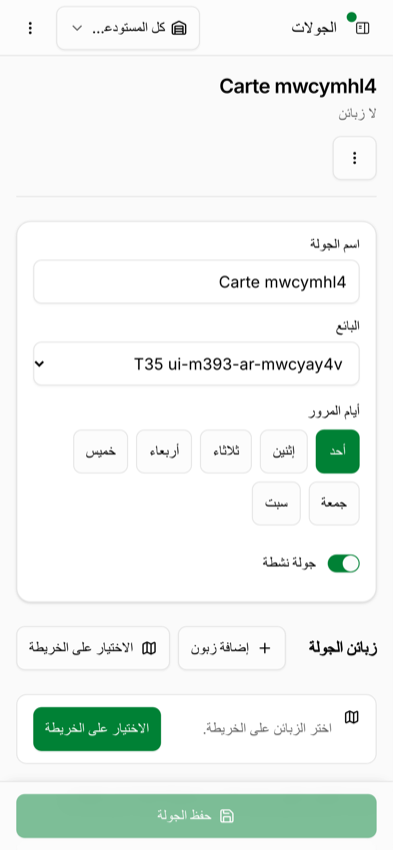 الجولات
كل المستودعـ...
Carte mwcymhl4
لا زبائن
اسم الجولة
Carte mwcymhl4
البائع
T35 ui-m393-ar-mwcyay4v
أيام المرور
أحد إثنين ثلاثاء أربعاء خميس
جمعة سبت
جولة نشطة
زبائن الجولة
إضافة زبون
الاختيار على الخريطة
اختر الزبائن على الخريطة.
الاختيار على الخريطة
حفظ الجولة